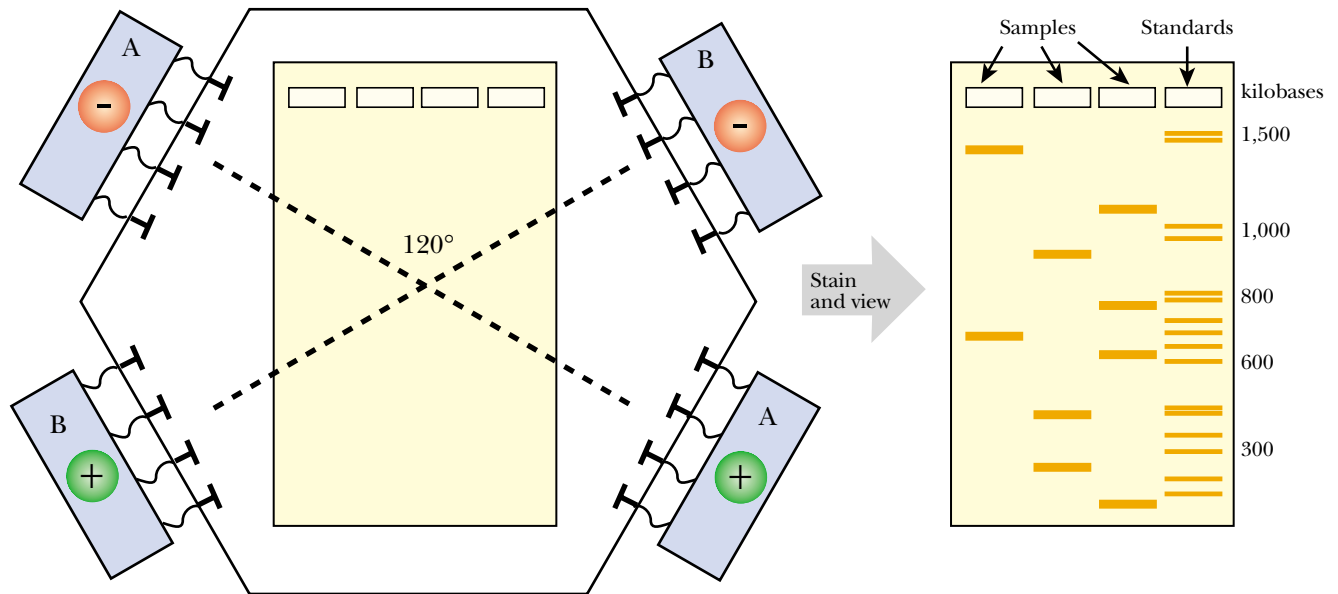 A
-
B
-
120°
B
+
A
+
Stain
and view
Samples
Standards
kilobases
1,500
1,000
800
600
300